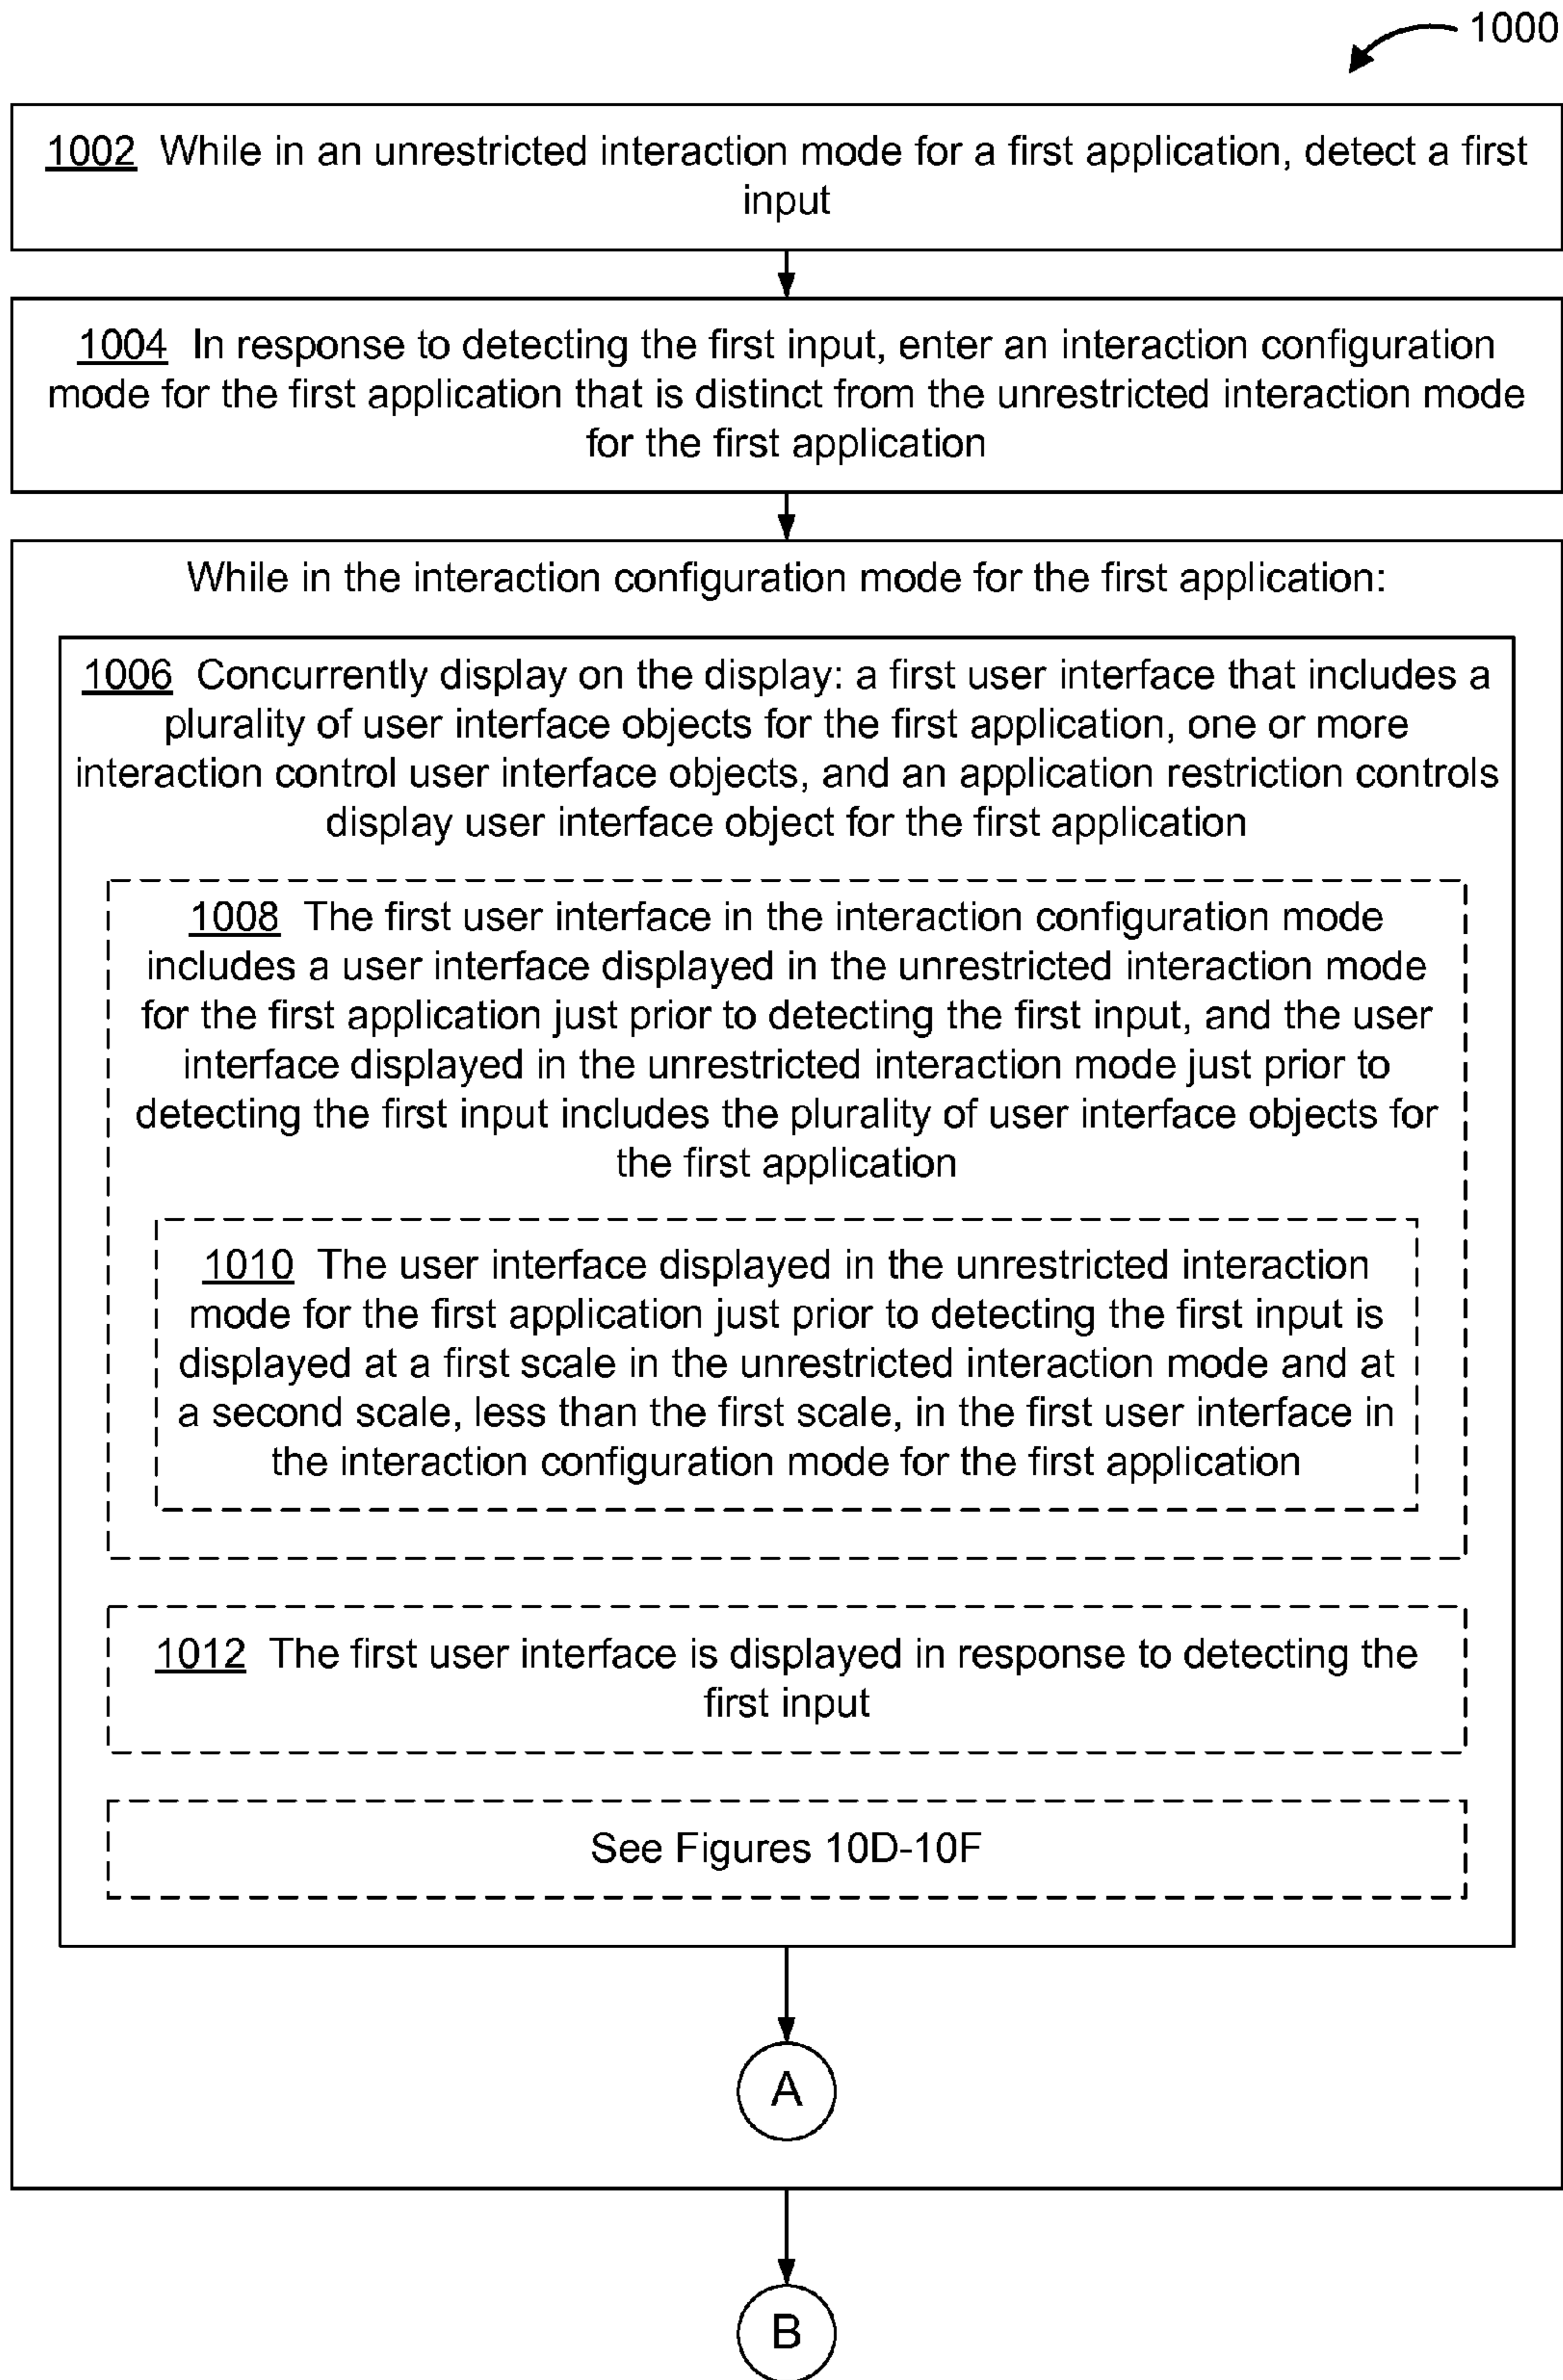 1000
1002 While in an unrestricted interaction mode for a first application, detect a first
input
1004 In response to detecting the first input, enter an interaction configuration
mode for the first application that is distinct from the unrestricted interaction mode
for the first application
While in the interaction configuration mode for the first application:
1006 Concurrently display on the display: a first user interface that includes a
plurality of user interface objects for the first application, one or more
interaction control user interface objects, and an application restriction controls
display user interface object for the first application
1008 The first user interface in the interaction configuration mode
includes a user interface displayed in the unrestricted interaction mode
for the first application just prior to detecting the first input, and the user
interface displayed in the unrestricted interaction mode just prior to
detecting the first input includes the plurality of user interface objects for
the first application
1010 The user interface displayed in the unrestricted interaction
mode for the first application just prior to detecting the first input is
displayed at a first scale in the unrestricted interaction mode and at
a second scale, less than the first scale, in the first user interface in
the interaction configuration mode for the first application
1012 The first user interface is displayed in response to detecting the
first input
See Figures 10D-10F
A
B